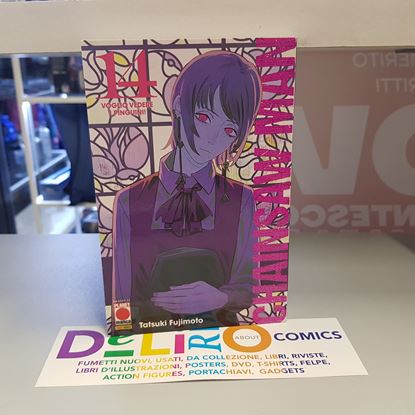 14
VOGLIO VEDERE
I PINGUINI!
CHAINSAW MAN
Tatsuki Fujimoto
DELIRIO
ABOUT
COMICS
FUMETTI NUOVI, USATI, DA COLLEZIONE, LIBRI, RIVISTE,
LIBRI D'ILLUSTRAZIONI, POSTERS, DVD, T-SHIRTS, FELPE,
ACTION FIGURES, PORTACHIAVI, GADGETS